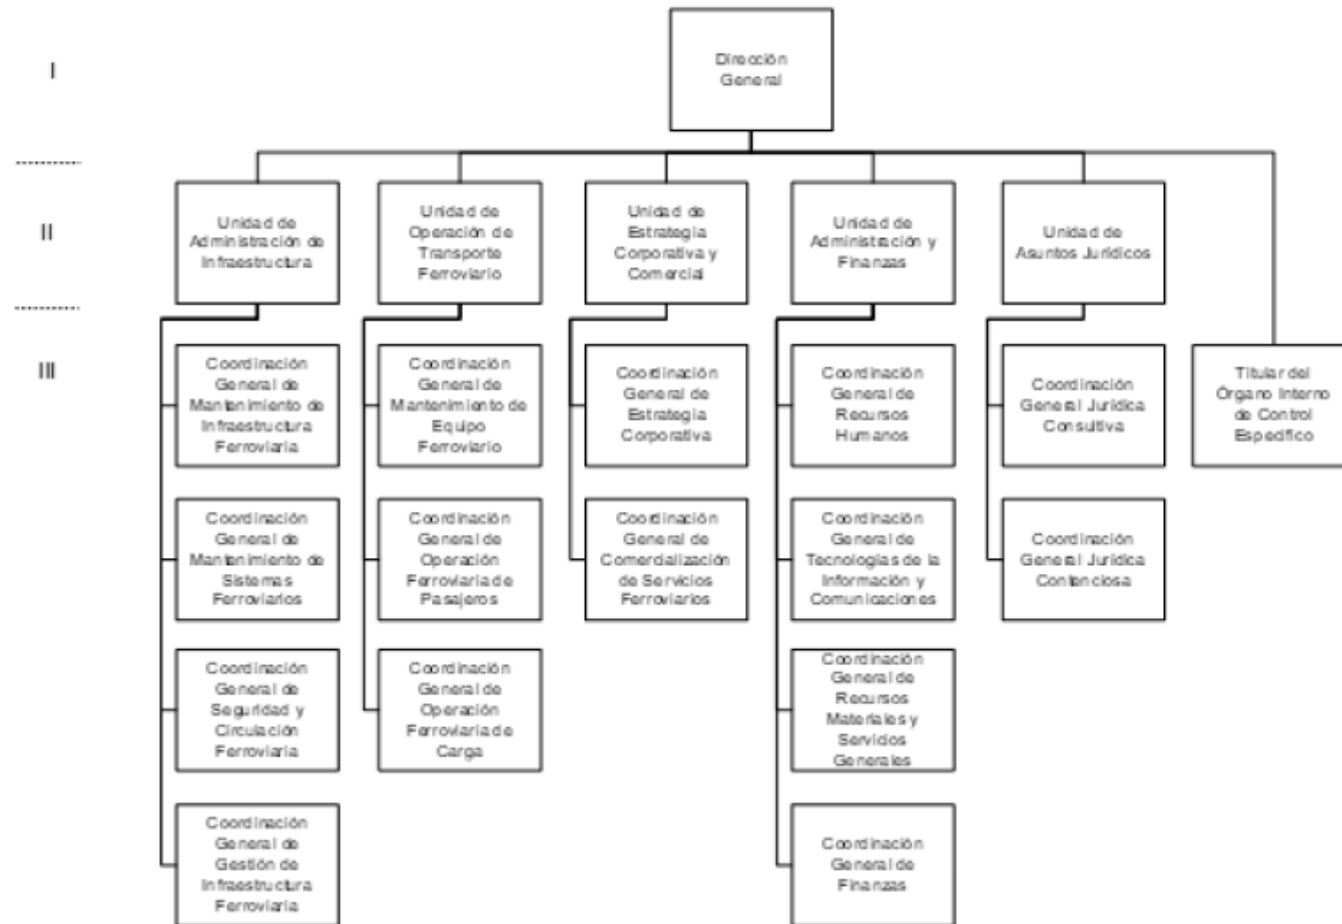 I
Dirección
General
II
Unidad de
Administración de
Infraestructura
Unidad de
Operación de
Transporte
Ferroviario
Unidad de
Estrategia
Corporativa y
Comercial
Unidad de
Administración y
Finanzas
Unidad de
Asuntos Jurídicos
III
Coordinación
General de
Mantenimiento de
Infraestructura
Ferroviaria
Coordinación
General de
Mantenimiento de
Equipo
Ferroviario
Coordinación
General de
Estrategia
Corporativa
Coordinación
General de
Recursos
Humanos
Coordinación
General Jurídica
Consultiva
Titular del
Órgano Interno
de Control
Específico
Coordinación
General de
Mantenimiento de
Sistemas
Ferroviarios
Coordinación
General de
Operación
Ferroviaria de
Pasajeros
Coordinación
General de
Comercialización
de Servicios
Ferroviarios
Coordinación
General de
Tecnologías de la
Información y
Comunicaciones
Coordinación
General Jurídica
Contenciosa
Coordinación
General de
Seguridad y
Circulación
Ferroviaria
Coordinación
General de
Operación
Ferroviaria de
Carga
Coordinación
General de
Recursos
Materiales y
Servicios
Generales
Coordinación
General de
Gestión de
Infraestructura
Ferroviaria
Coordinación
General de
Finanzas